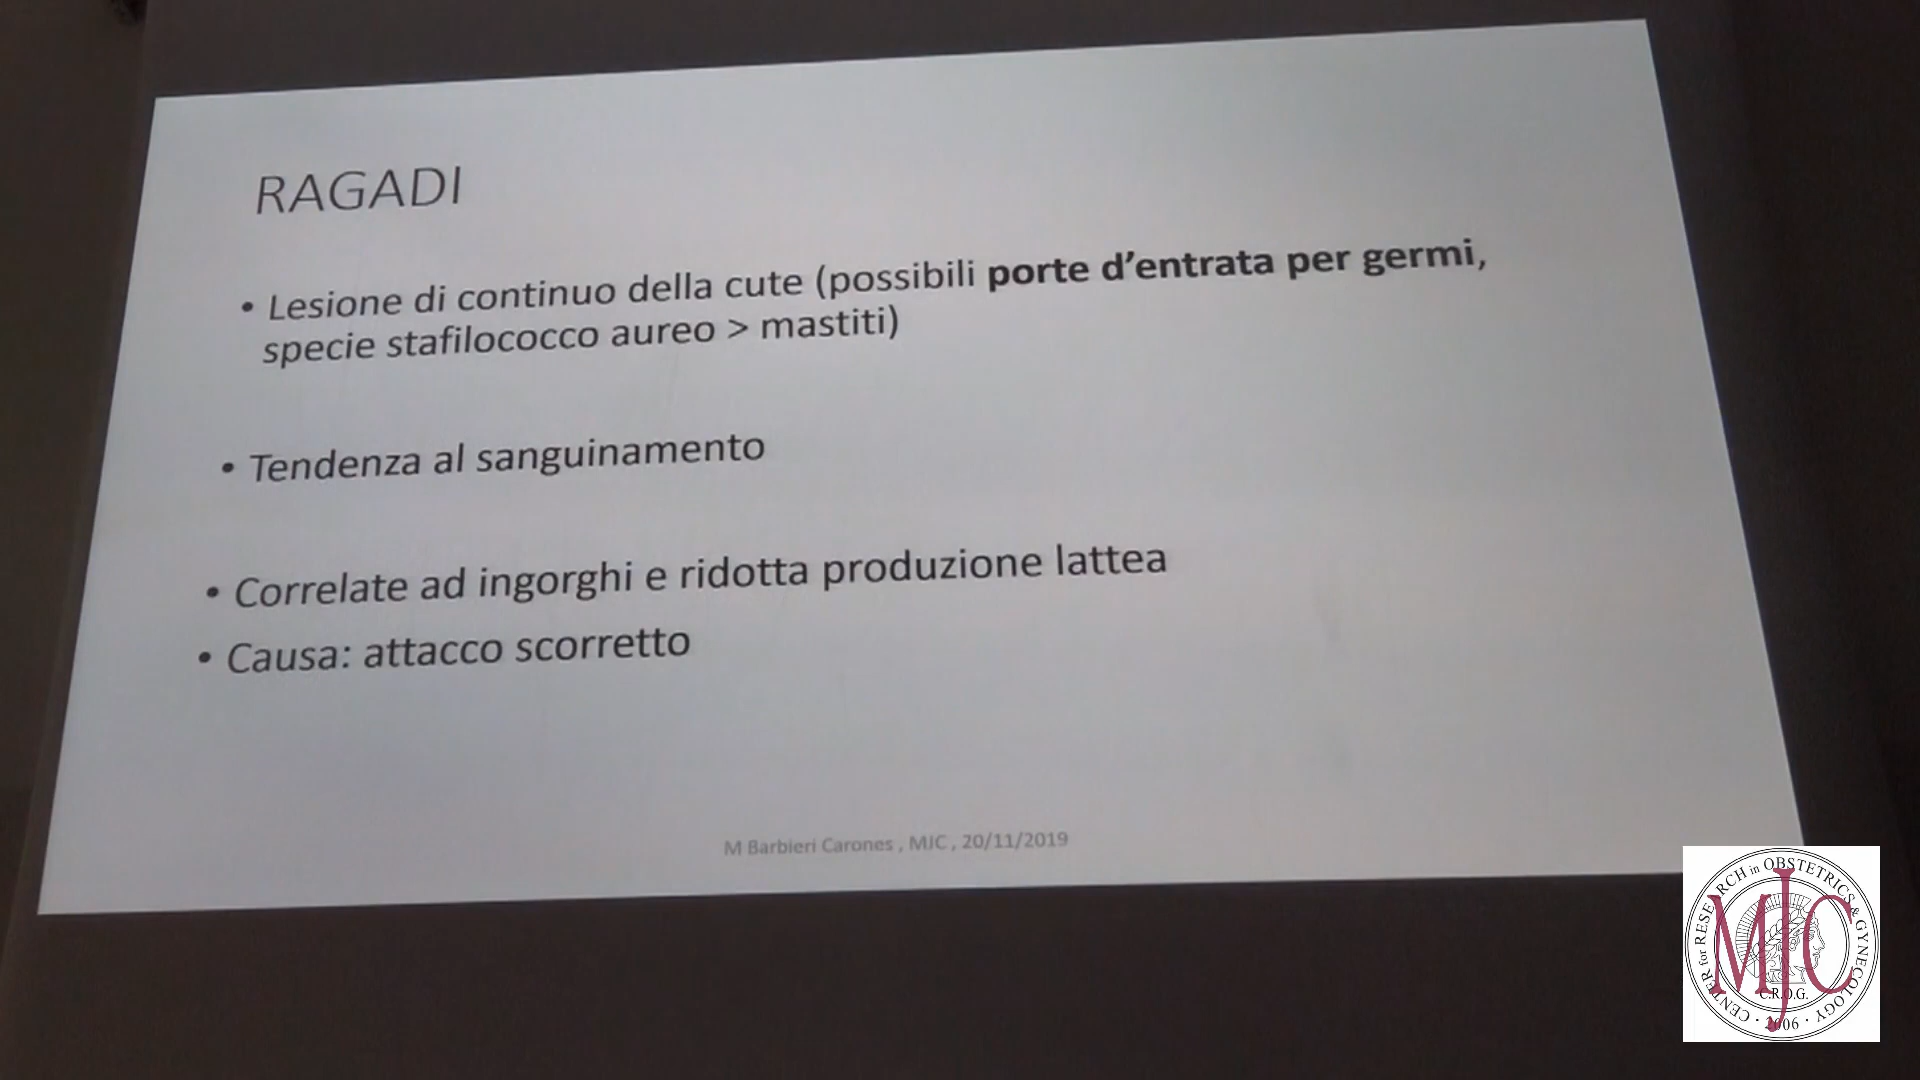 RAGADI
• Lesione di continuo della cute (possibili porte d'entrata per germi,
specie stafilococco aureo > mastiti)
• Tendenza al sanguinamento
• Correlate ad ingorghi e ridotta produzione lattea
• Causa: attacco scorretto
M Barbieri Carones , MJC , 20/11/2019
CENTER for RESEARCH in OBSTETRICS & GYNECOLOGY
MJC
C.R.O.G.
2006